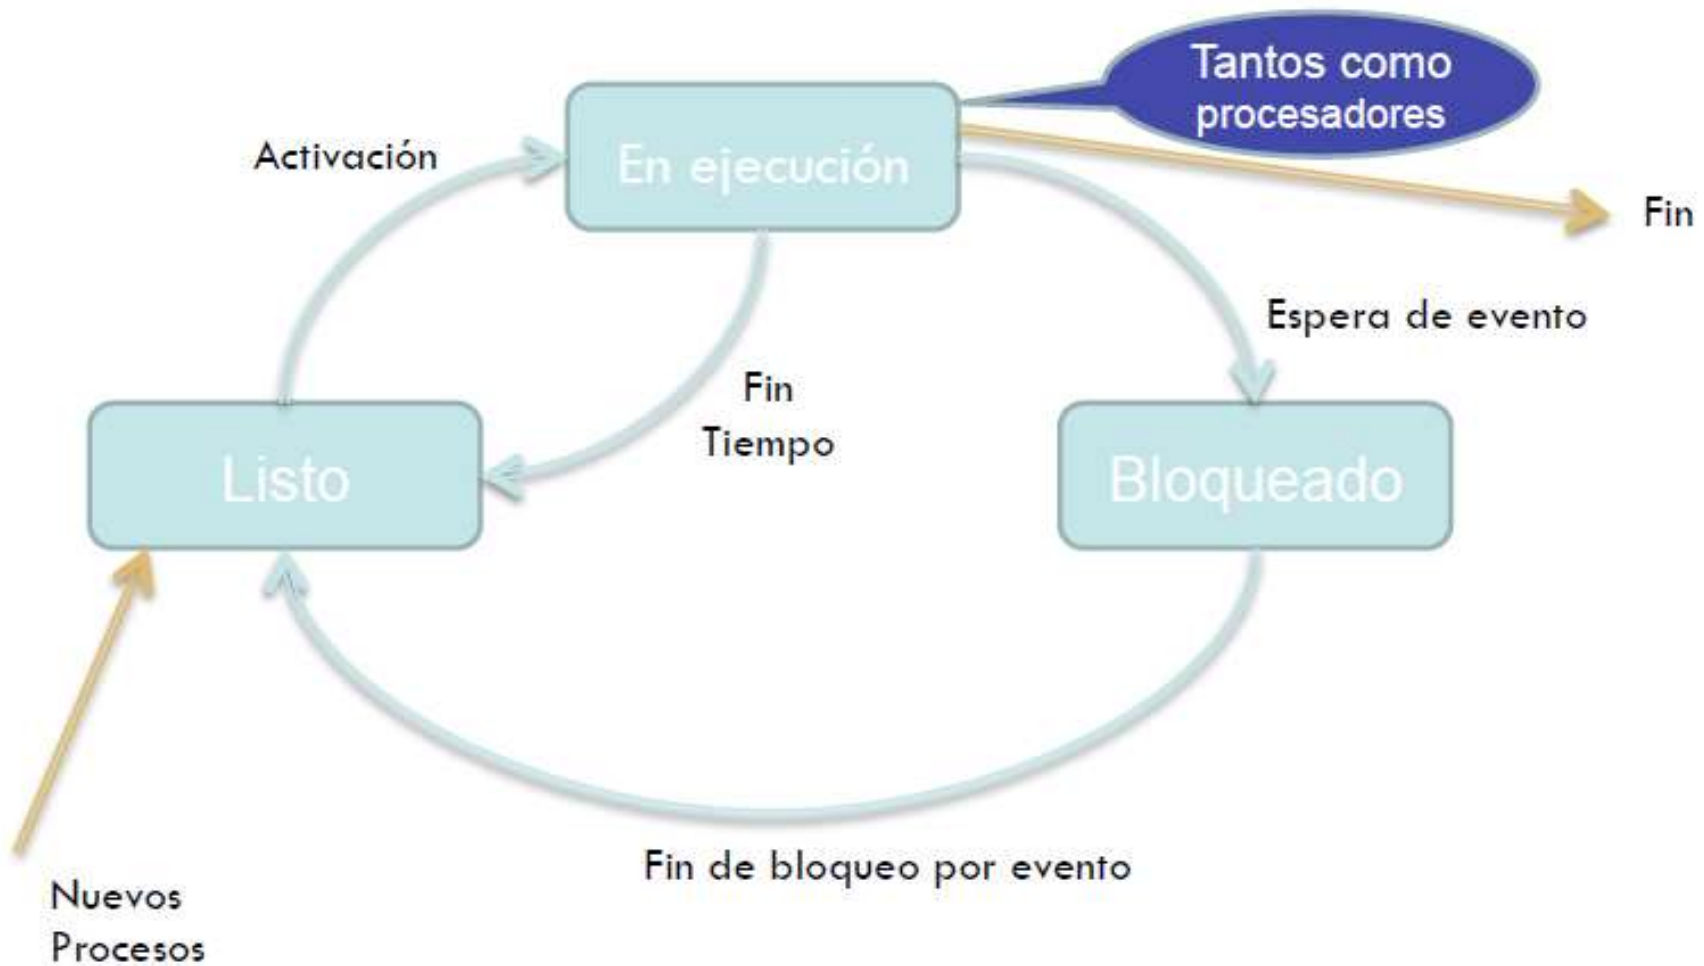 Tantos como
procesadores
Activación
En ejecución
Fin
Espera de evento
Fin
Tiempo
Listo
Bloqueado
Fin de bloqueo por evento
Nuevos
Procesos